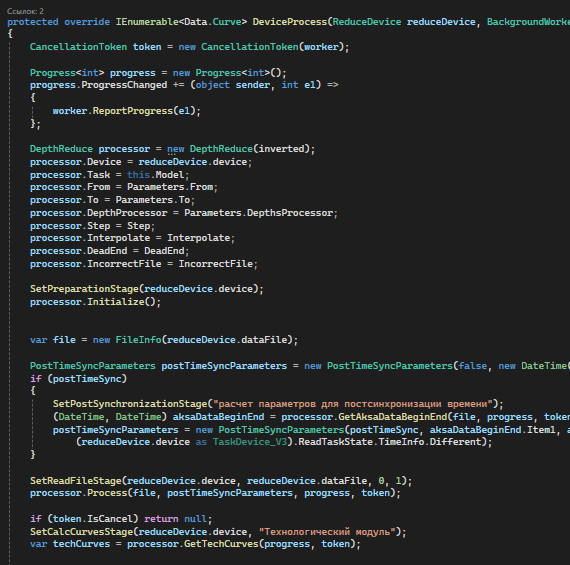 Ссылок: 2
protected override IEnumerable<Data.Curve> DeviceProcess(ReduceDevice reduceDevice, BackgroundWorke
{
CancellationToken token = new CancellationToken(worker);
Progress<int> progress = new Progress<int>();
progress.ProgressChanged += (object sender, int e1) =>
{
worker.ReportProgress(e1);
};
DepthReduce processor = new DepthReduce(inverted);
processor.Device = reduceDevice.device;
processor.Task = this.Model;
processor.From = Parameters.From;
processor.To = Parameters.To;
processor.DepthProcessor = Parameters.DepthsProcessor;
processor.Step = Step;
processor.Interpolate = Interpolate;
processor.DeadEnd = DeadEnd;
processor.IncorrectFile = IncorrectFile;
SetPreparationStage(reduceDevice.device);
processor.Initialize();
var file = new FileInfo(reduceDevice.dataFile);
PostTimeSyncParameters postTimeSyncParameters = new PostTimeSyncParameters(false, new DateTime(
if (postTimeSync)
{
SetPostSynchronizationStage("расчет параметров для постсинхронизации времени");
(DateTime, DateTime) aksaDataBeginEnd = processor.GetAksaDataBeginEnd(file, progress, token
postTimeSyncParameters = new PostTimeSyncParameters(postTimeSync, aksaDataBeginEnd.Item1, a
(reduceDevice.device as TaskDevice_V3).ReadTaskState.TimeInfo.Different);
}
SetReadFileStage(reduceDevice.device, reduceDevice.dataFile, 0, 1);
processor.Process(file, postTimeSyncParameters, progress, token);
if (token.IsCancel) return null;
SetCalcCurvesStage(reduceDevice.device, "Технологический модуль");
var techCurves = processor.GetTechCurves(progress, token);